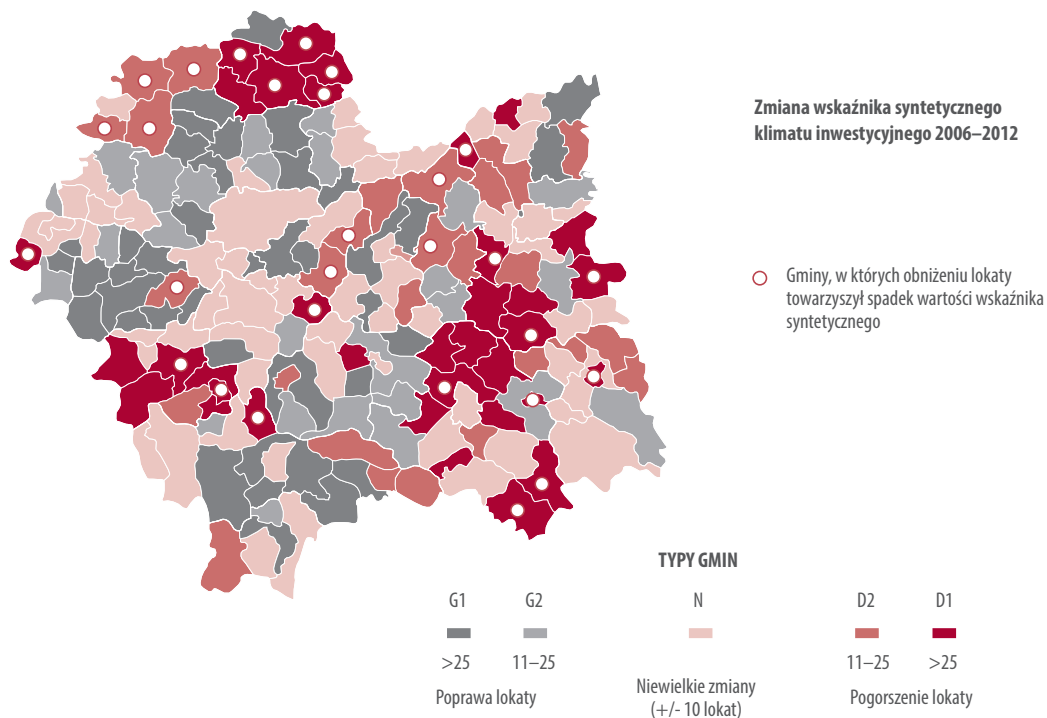 Zmiana wskaźnika syntetycznego
klimatu inwestycyjnego 2006–2012
Gminy, w których obniżeniu lokaty
towarzyszył spadek wartości wskaźnika
syntetycznego
TYPY GMIN
G1 G2 N D2 D1
>25 11–25 11–25 >25
Poprawa lokaty Niewielkie zmiany Pogorszenie lokaty
(+/- 10 lokat)